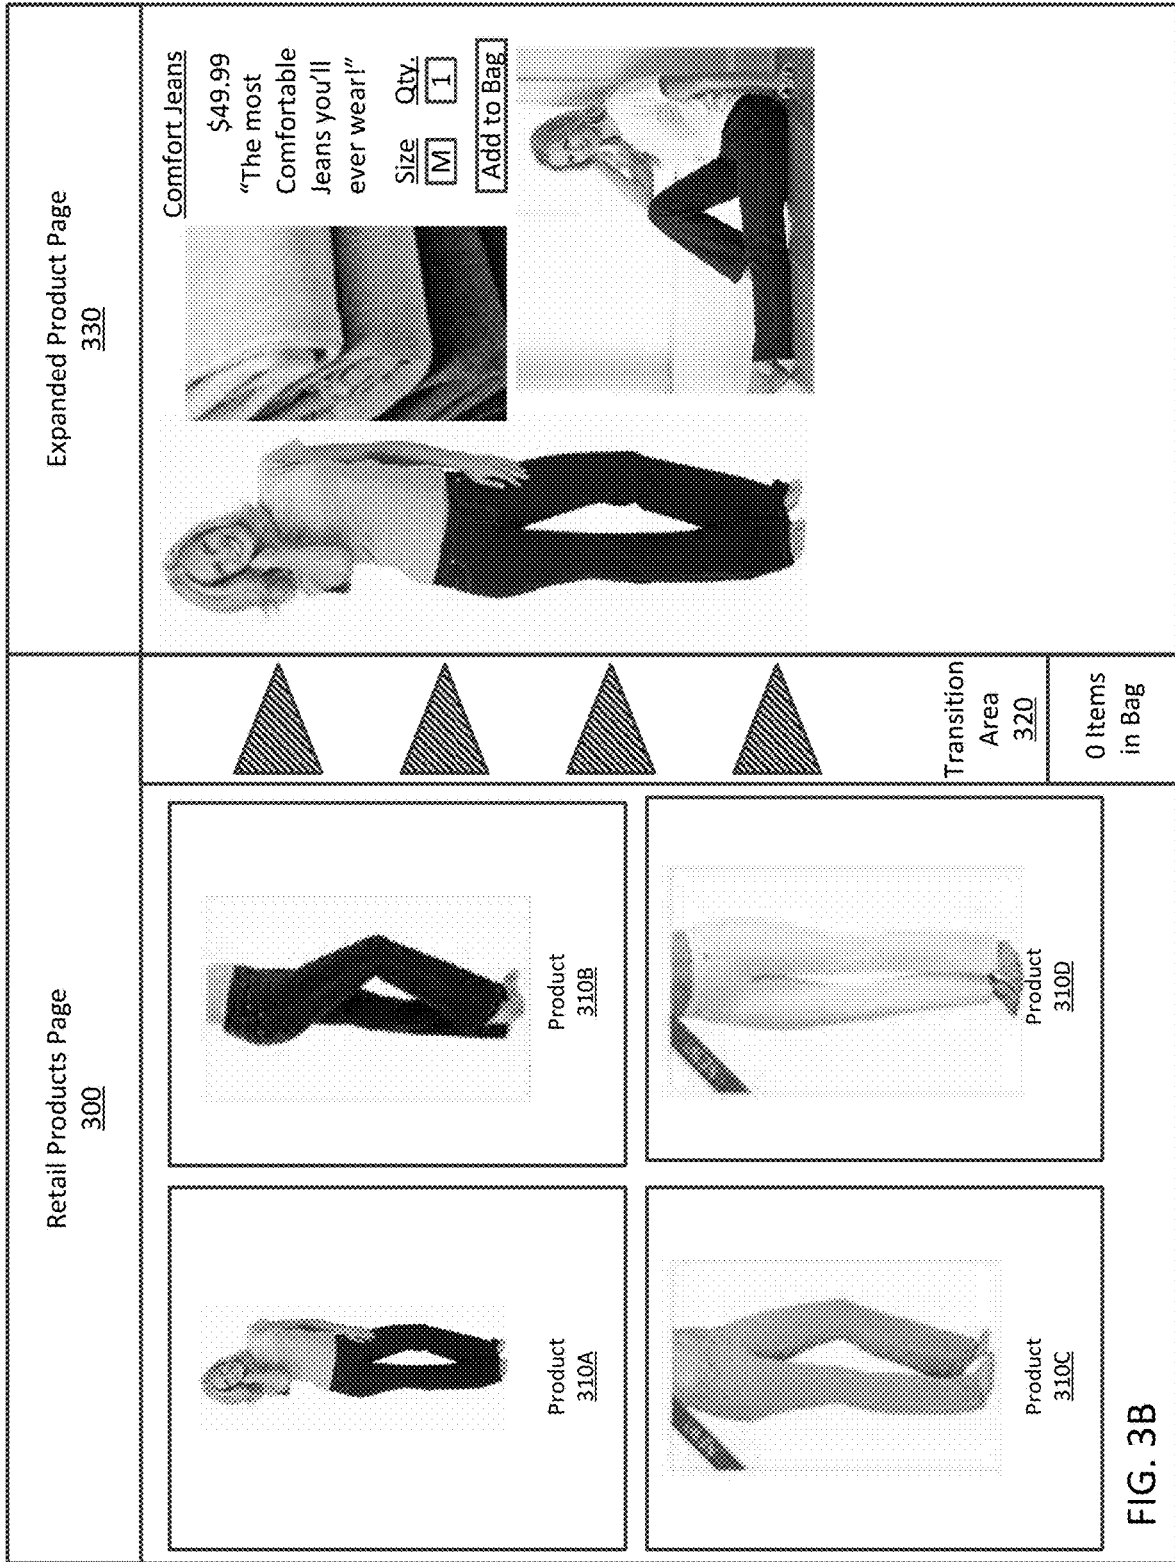 Retail Products Page
300
Expanded Product Page
330
Product
310A
Product
310B
Product
310C
Product
310D
Transition
Area
320
0 Items
in Bag
Comfort Jeans
$49.99
“The most
Comfortable
Jeans you’ll
ever wear!”
Size Qty.
M 1
Add to Bag
FIG. 3B